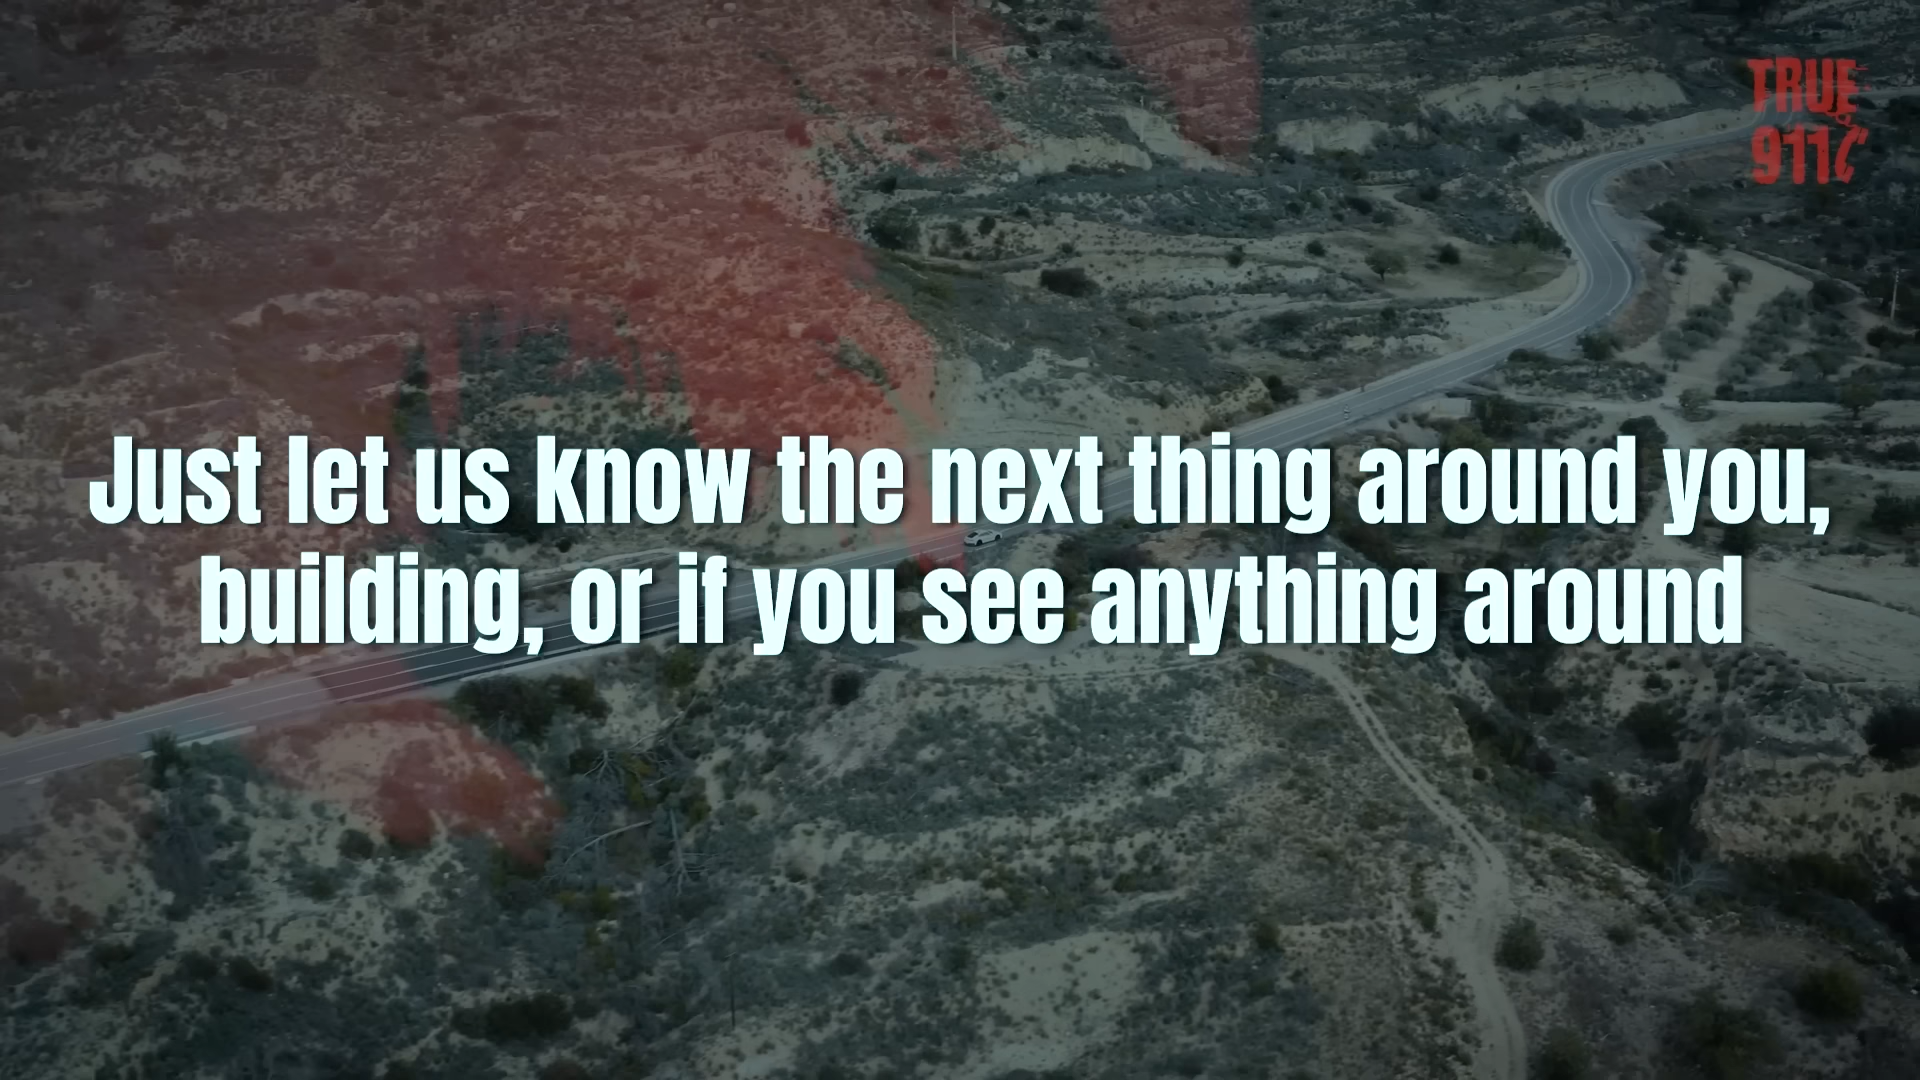 TRUE
911
Just let us know the next thing around you,
building, or if you see anything around